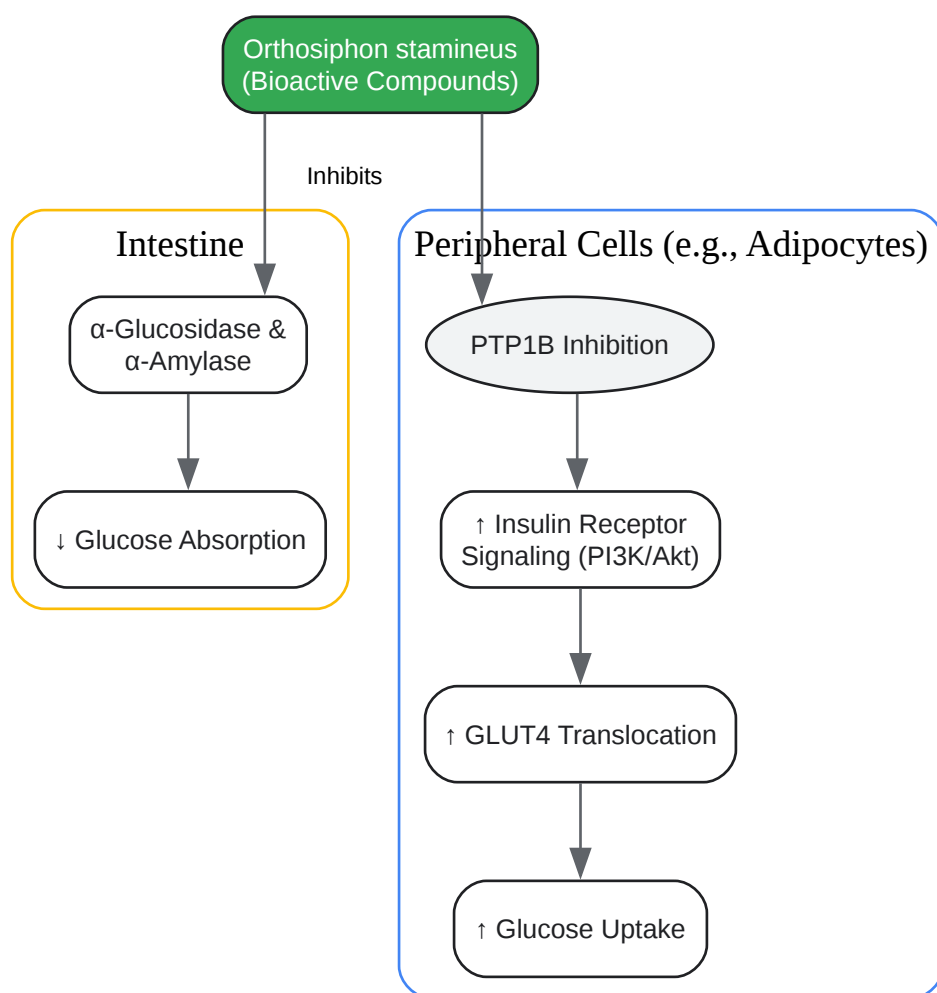 Orthosiphon stamineus
(Bioactive Compounds)
Inhibits
Intestine
α-Glucosidase &
α-Amylase
↓ Glucose Absorption
Peripheral Cells (e.g., Adipocytes)
PTP1B Inhibition
↑ Insulin Receptor
Signaling (PI3K/Akt)
↑ GLUT4 Translocation
↑ Glucose Uptake